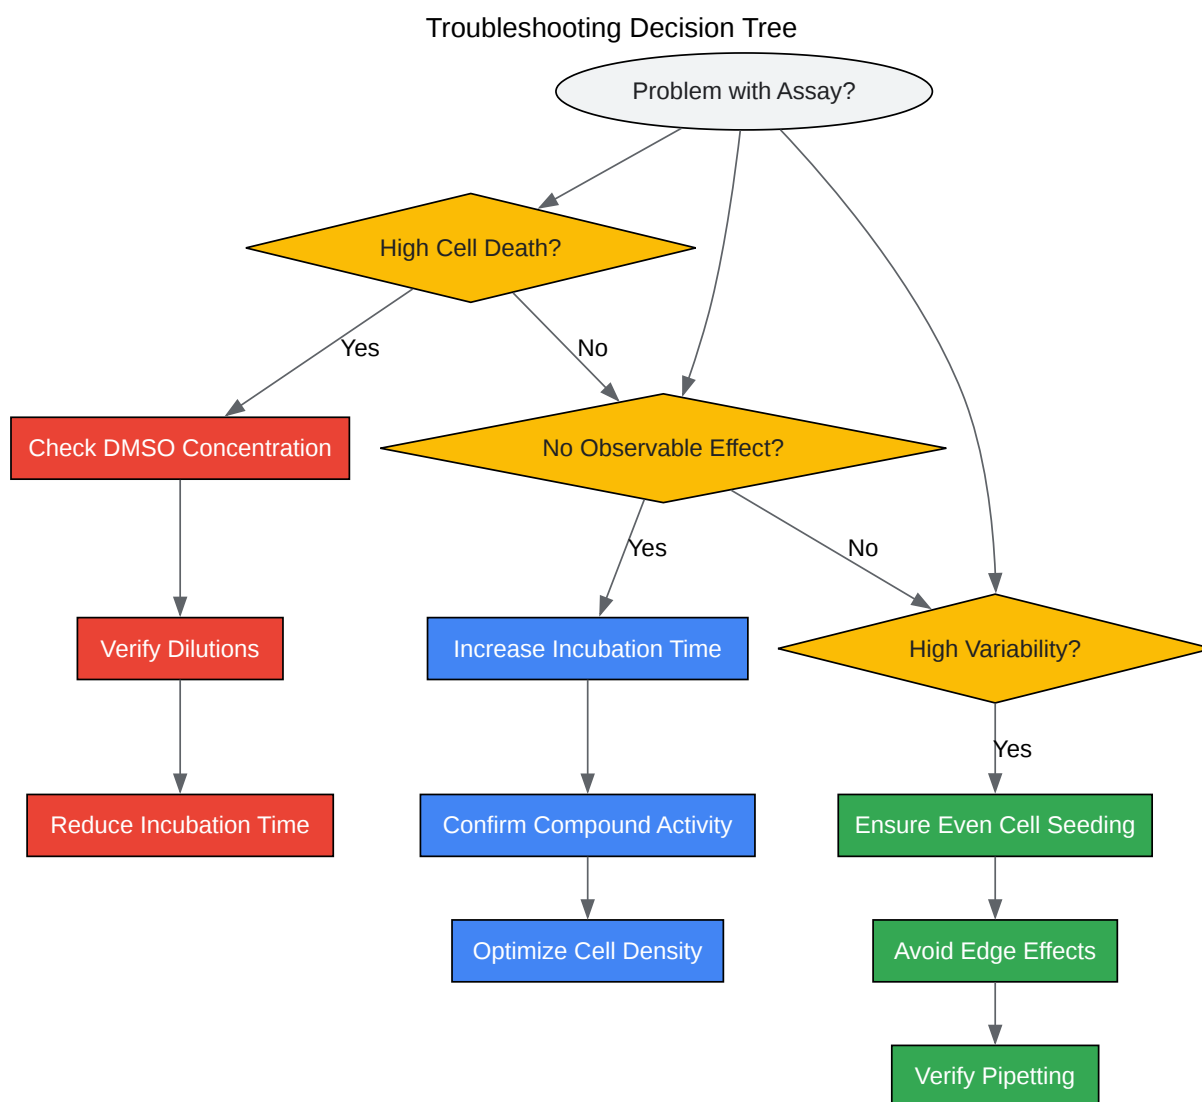 Troubleshooting Decision Tree
Problem with Assay?
High Cell Death?
Yes
No
Check DMSO Concentration
No Observable Effect?
Yes
No
Verify Dilutions
Increase Incubation Time
High Variability?
Yes
Reduce Incubation Time
Confirm Compound Activity
Ensure Even Cell Seeding
Optimize Cell Density
Avoid Edge Effects
Verify Pipetting